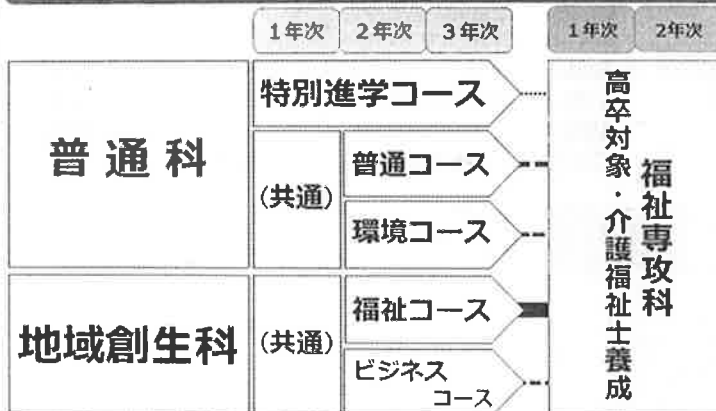 1年次 2年次 3年次 1年次 2年次
特別進学コース
普通科
(共通)
普通コース
環境コース
地域創生科
(共通)
福祉コース
ビジネス
コース
福祉専攻科
高卒対象・介護福祉士養成